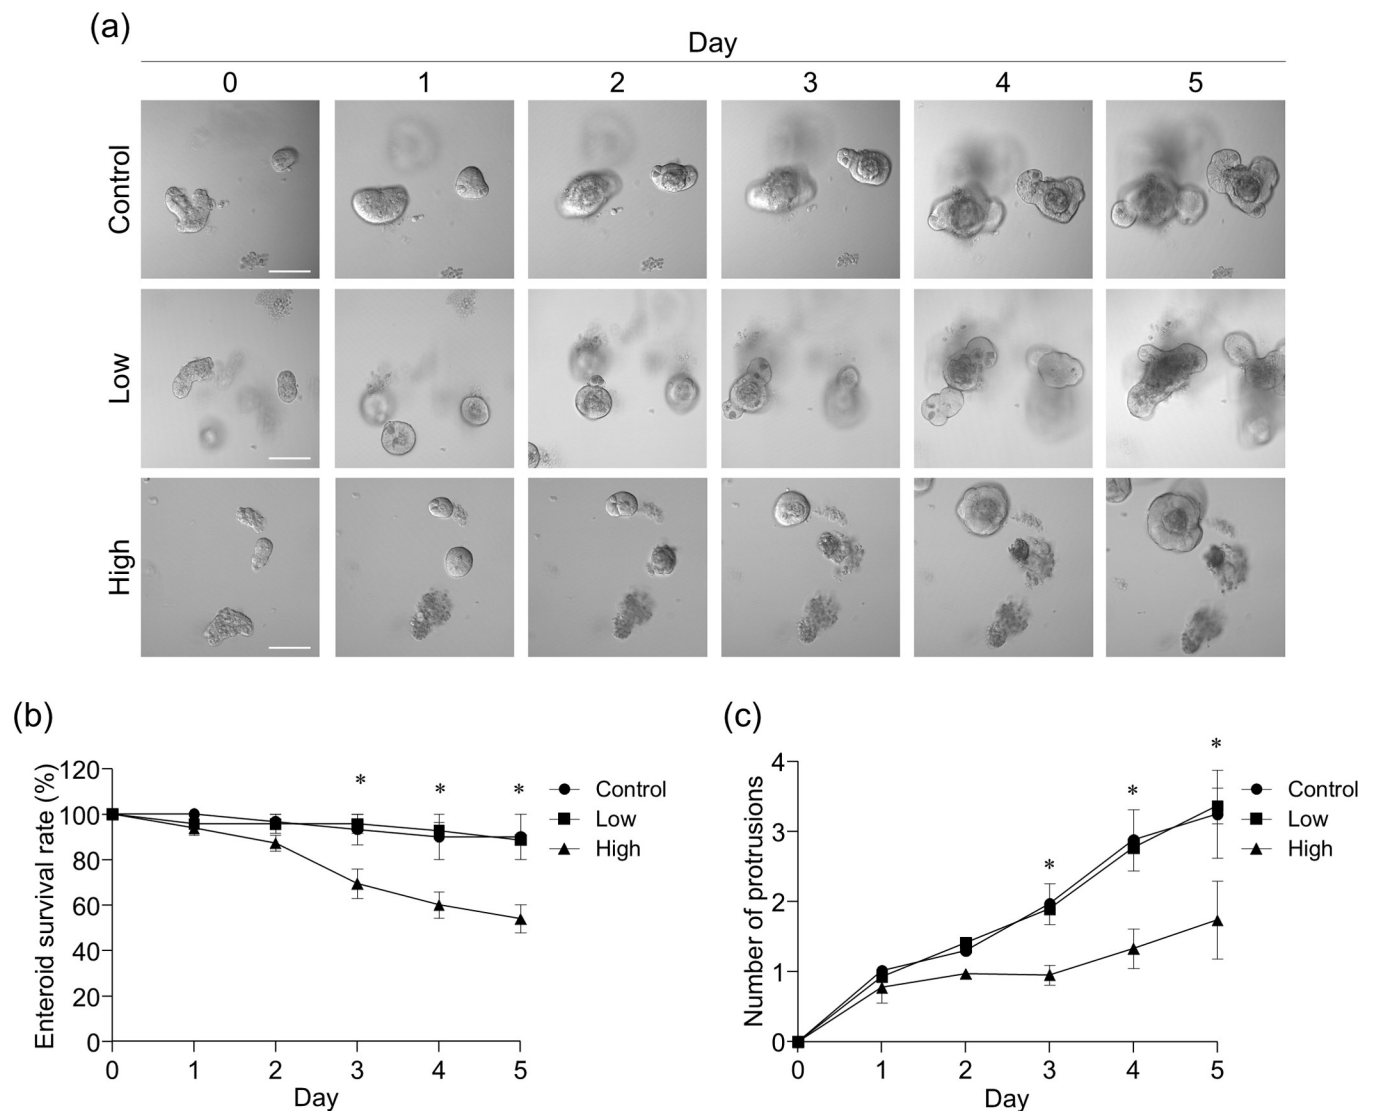 (a)
Day
0 1 2 3 4 5
Control
Low
High
(b)
Enteroid survival rate (%)
120
100
80
60
40
20
0
0 1 2 3 4 5
Day
* * *
Control
Low
High
(c)
Number of protrusions
4
3
2
1
0
0 1 2 3 4 5
Day
* * *
Control
Low
High